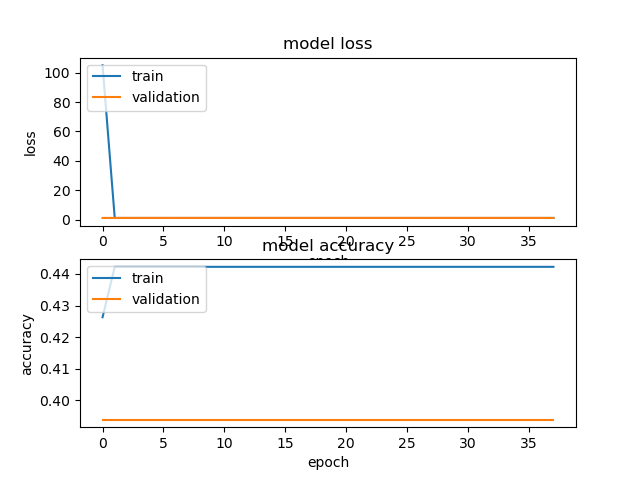 model loss
train
validation
loss
100
80
60
40
20
0
0 5 10 15 20 25 30 35
epoch
model accuracy
train
validation
accuracy
0.44
0.43
0.42
0.41
0.40
0 5 10 15 20 25 30 35
epoch